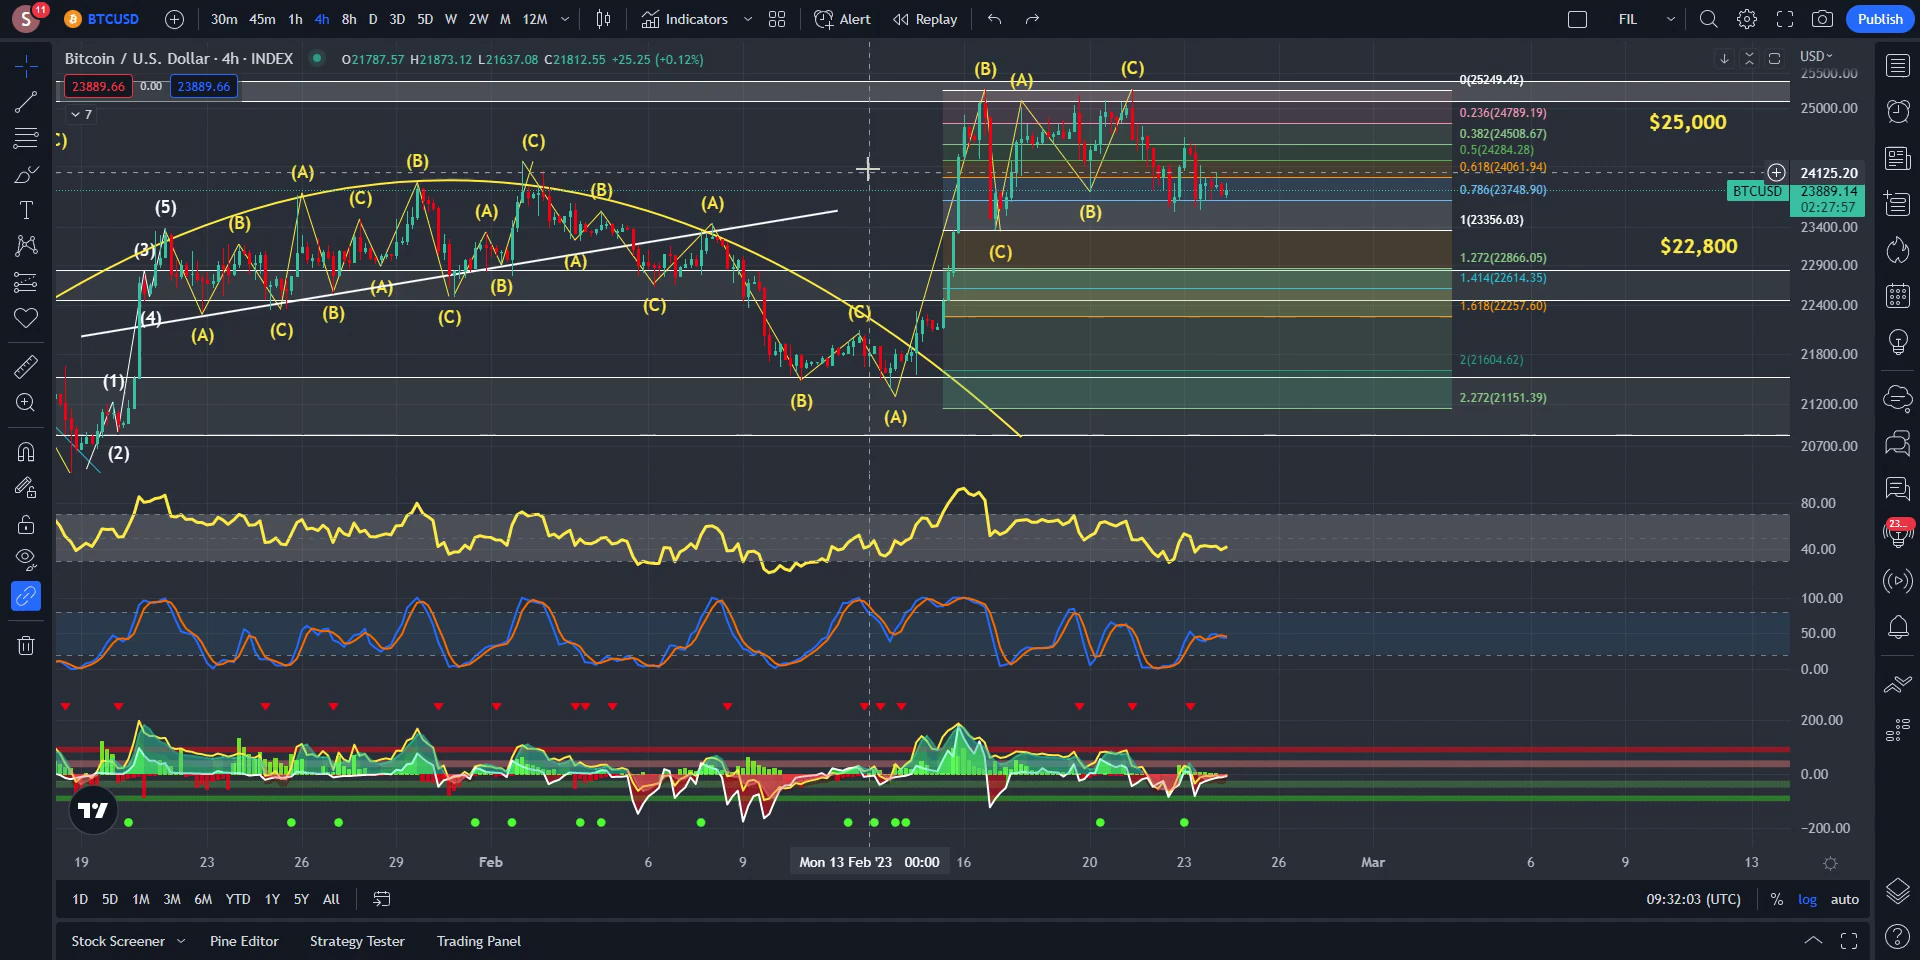 S 11 BTCUSD 30m 45m 1h 4h 8h D 3D 5D W 2W M 12M Indicators Alert Replay FIL Publish
Bitcoin / U.S. Dollar · 4h · INDEX O21787.57 H21873.12 L21637.08 C21812.55 +25.25 (+0.12%)
23889.66 0.00 23889.66
7
USD
25500.00
25000.00
24125.20
BTCUSD 23889.14
02:27:57
23400.00
22900.00
22400.00
21800.00
21200.00
20700.00
0(25249.42)
0.236(24789.19)
0.382(24508.67)
0.5(24284.28)
0.618(24061.94)
0.786(23748.90)
1(23356.03)
1.272(22866.05)
1.414(22614.35)
1.618(22257.60)
2(21604.62)
2.272(21151.39)
$25,000
$22,800
C)
(1)
(2)
(3)
(4)
(5)
(A)
(B)
(C)
(A)
(B)
(C)
(A)
(B)
(C)
(A)
(B)
(C)
(A)
(B)
(C)
(A)
(B)
(C)
(A)
(B)
(C)
(A)
(B)
(C)
80.00
40.00
100.00
50.00
0.00
200.00
0.00
−200.00
23...
19 23 26 29 Feb 6 9 Mon 13 Feb '23 00:00 16 20 23 26 Mar 6 9 13
1D 5D 1M 3M 6M YTD 1Y 5Y All 09:32:03 (UTC) % log auto
Stock Screener Pine Editor Strategy Tester Trading Panel